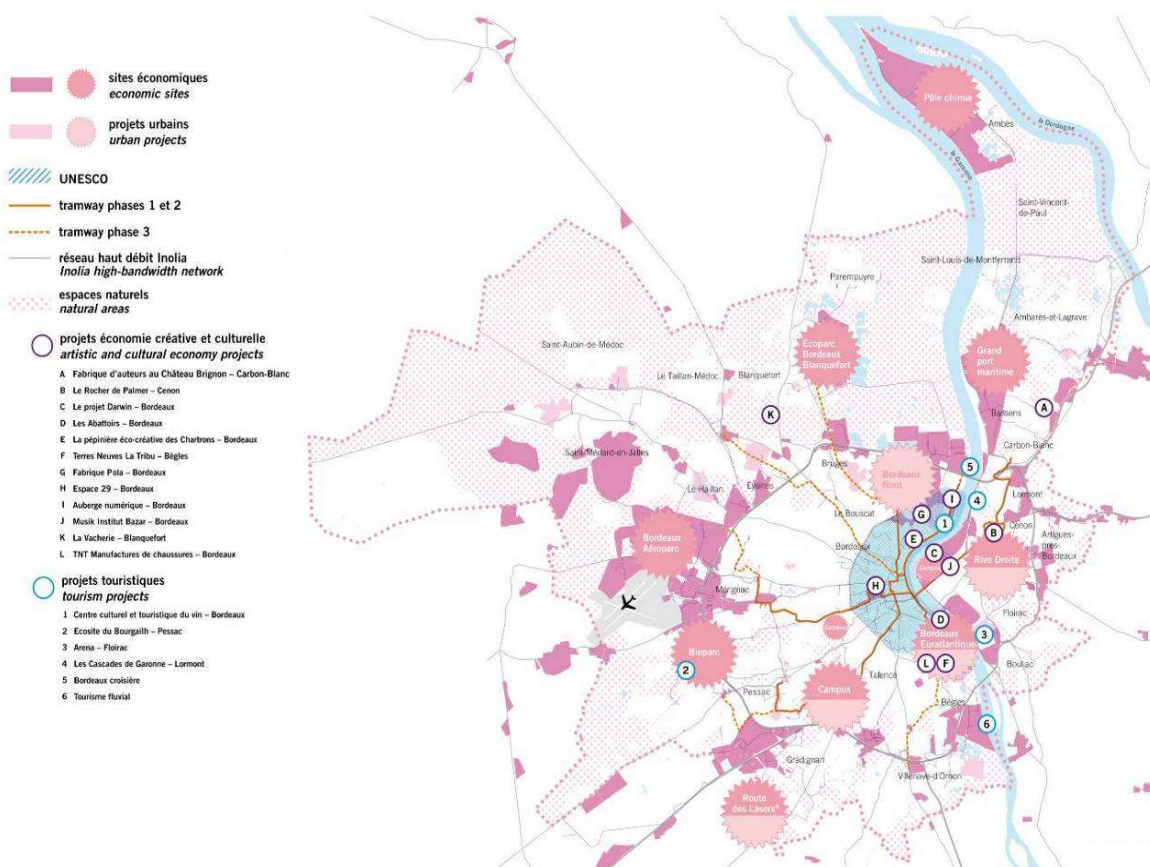 sites économiques
economic sites
projets urbains
urban projects
UNESCO
tramway phases 1 et 2
tramway phase 3
réseau haut débit Inolia
Inolia high-bandwidth network
espaces naturels
natural areas
projets économie créative et culturelle
artistic and cultural economy projects
A Fabrique d'auteurs au Château Brignon – Carbon-Blanc
B Le Rocher de Palmer – Cenon
C Le projet Darwin – Bordeaux
D Les Abattoirs – Bordeaux
E La pépinière éco-créative des Chartrons – Bordeaux
F Terres Neuves La Tribu – Bègles
G Fabrique Pola – Bordeaux
H Espace 29 – Bordeaux
I Auberge numérique – Bordeaux
J Musik Institut Bazar – Bordeaux
K La Vacherie – Blanquefort
L TNT Manufactures de chaussures – Bordeaux
projets touristiques
tourism projects
1 Centre culturel et touristique du vin – Bordeaux
2 Ecosite du Bourgailh – Pessac
3 Arena – Floirac
4 Les Cascades de Garonne – Lormont
5 Bordeaux croisière
6 Tourisme fluvial
Pôle chimie
Ambès
la Dordogne
la Garonne
Saint-Vincent-
de-Paul
Saint-Louis-de-Montferrand
Parempuyre
Ambarès-et-Lagrave
Saint-Aubin-de-Médoc
Ecoparc
Bordeaux
Blanquefort
Grand
port
maritime
Le Taillan-Médoc
Blanquefort
K
A
Bassens
Carbon-Blanc
Saint-Médard-en-Jalles
Bruges
5
Bordeaux
Nord
Le Haillan
Eysines
I
4
Lormont
Le Bouscat
G
1
Cenon
B
Artigues-
près-
Bordeaux
Bordeaux
Aéroparc
E
Bordeaux
C
Campus
J
Rive Droite
Mérignac
H
D
Floirac
Campus
Bordeaux
Euratlantique
3
Bioparc
2
L
F
Bouliac
Talence
Pessac
Campus
Bègles
6
Gradignan
Villenave-d'Ornon
Route
des Lasers®